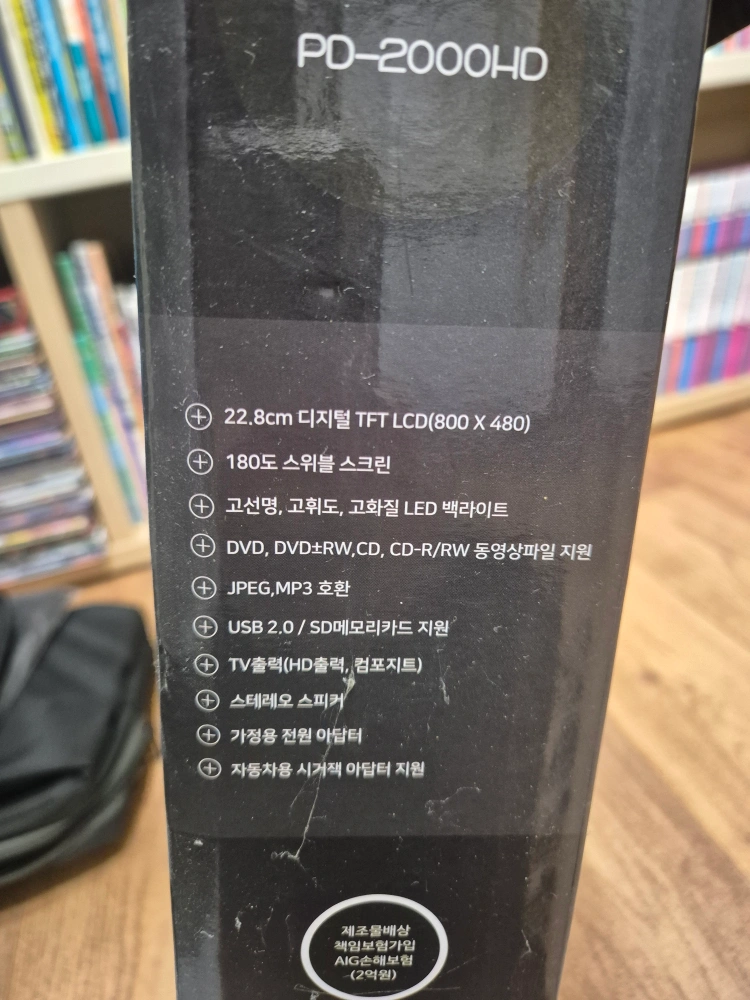 PD-2000HD
⊕ 22.8cm 디지털 TFT LCD(800 X 480)
⊕ 180도 스위블 스크린
⊕ 고선명, 고휘도, 고화질 LED 백라이트
⊕ DVD, DVD±RW,CD, CD-R/RW 동영상파일 지원
⊕ JPEG,MP3 호환
⊕ USB 2.0 / SD메모리카드 지원
⊕ TV출력(HD출력, 컴포지트)
⊕ 스테레오 스피커
⊕ 가정용 전원 아답터
⊕ 자동차용 시거잭 아답터 지원
제조물배상
책임보험가입
AIG손해보험
(2억원)